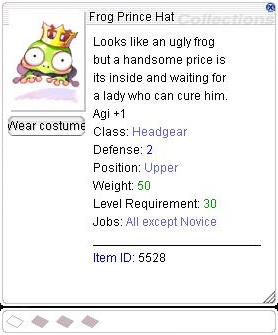 Frog Prince Hat
Collections
Looks like an ugly frog
but a handsome price is
its inside and waiting for
a lady who can cure him.
Agi +1
Class: Headgear
Defense: 2
Position: Upper
Weight: 50
Level Requirement: 30
Jobs: All except Novice
Item ID: 5528
Wear costume